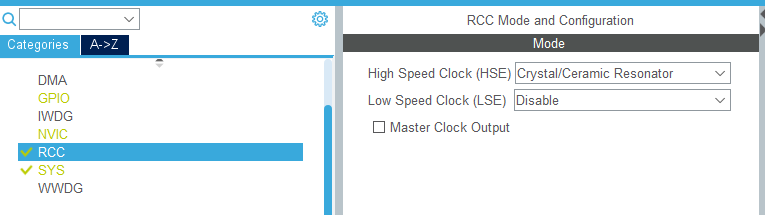 Categories
A->Z
DMA
GPIO
IWDG
NVIC
RCC
SYS
WWDG
RCC Mode and Configuration
Mode
High Speed Clock (HSE) Crystal/Ceramic Resonator
Low Speed Clock (LSE) Disable
Master Clock Output